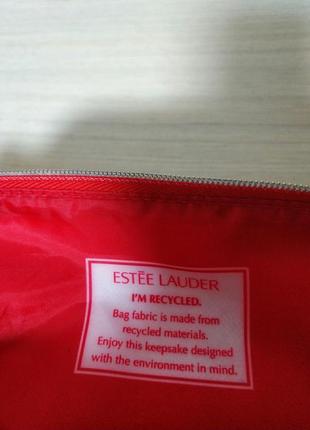 ESTĒE LAUDER
I'M RECYCLED.
Bag fabric is made from
recycled materials.
Enjoy this keepsake designed
with the environment in mind.